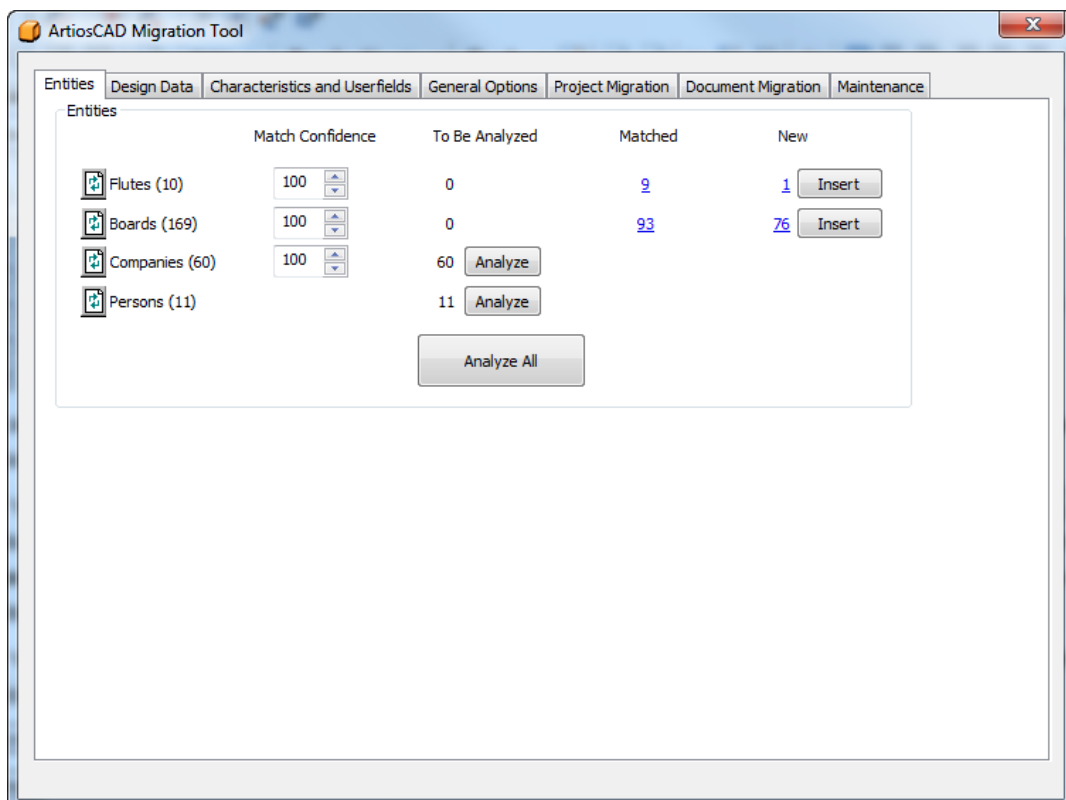 ArtiosCAD Migration Tool
Entities Design Data Characteristics and Userfields General Options Project Migration Document Migration Maintenance
Entities
Match Confidence To Be Analyzed Matched New
Flutes (10) 100 0 9 1 Insert
Boards (169) 100 0 93 76 Insert
Companies (60) 100 60 Analyze
Persons (11) 11 Analyze
Analyze All